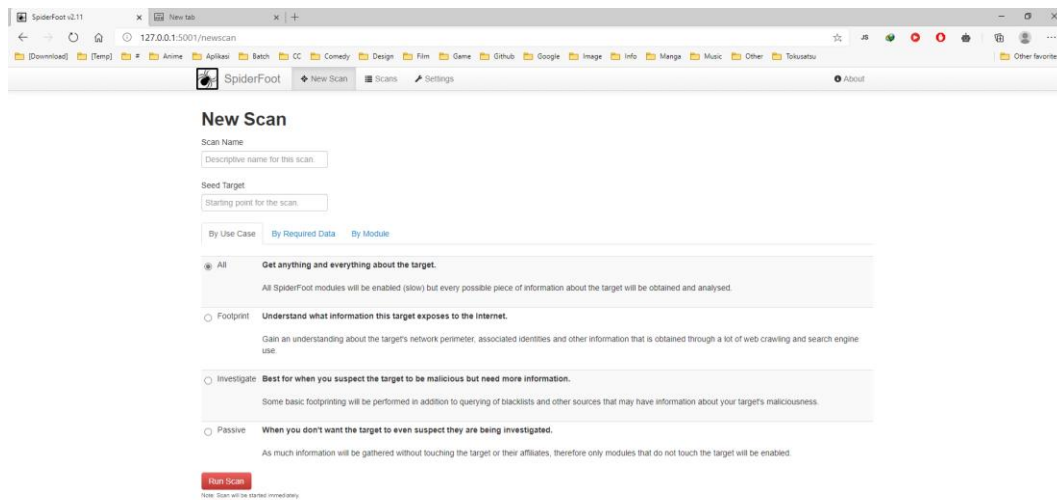 SpiderFoot v2.11
New tab
127.0.0.1:5001/newscan
[Downnload] [Temp] # Anime Aplikasi Batch CC Comedy Design Film Game Github Google Image Info Manga Music Other Tokusatsu Other favorites
SpiderFoot New Scan Scans Settings About
New Scan
Scan Name
Descriptive name for this scan.
Seed Target
Starting point for the scan.
By Use Case By Required Data By Module
All Get anything and everything about the target.
All SpiderFoot modules will be enabled (slow) but every possible piece of information about the target will be obtained and analysed.
Footprint Understand what information this target exposes to the Internet.
Gain an understanding about the target's network perimeter, associated identities and other information that is obtained through a lot of web crawling and search engine
use.
Investigate Best for when you suspect the target to be malicious but need more information.
Some basic footprinting will be performed in addition to querying of blacklists and other sources that may have information about your target's maliciousness.
Passive When you don't want the target to even suspect they are being investigated.
As much information will be gathered without touching the target or their affiliates, therefore only modules that do not touch the target will be enabled.
Run Scan
Note: Scan will be started immediately.